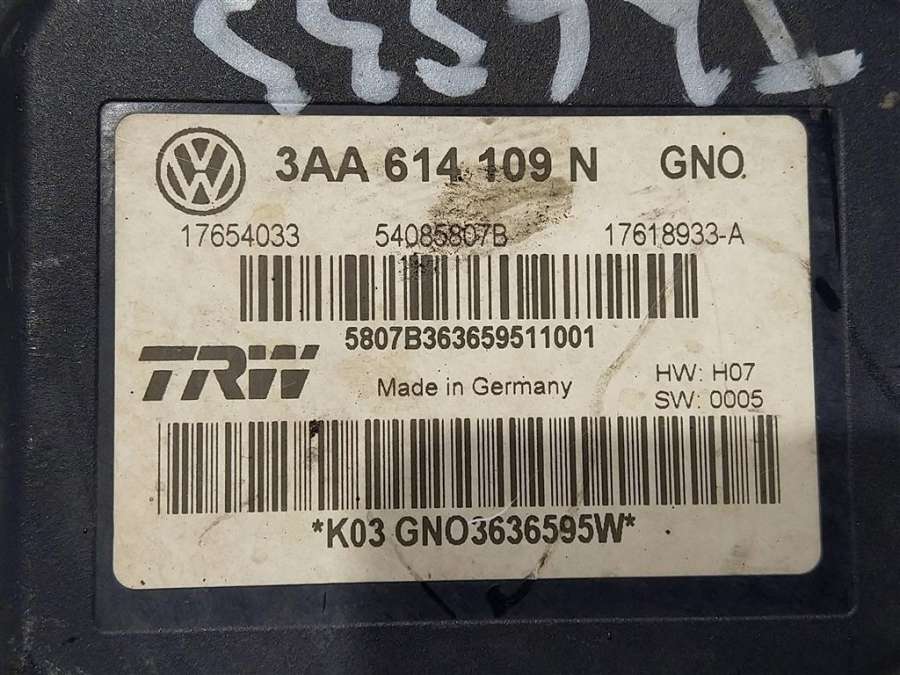 3AA 614 109 N GNO.
17654033 54085807B 17618933-A
5807B363659511001
TRW
Made in Germany
HW: H07
SW: 0005
*K03 GNO3636595W*